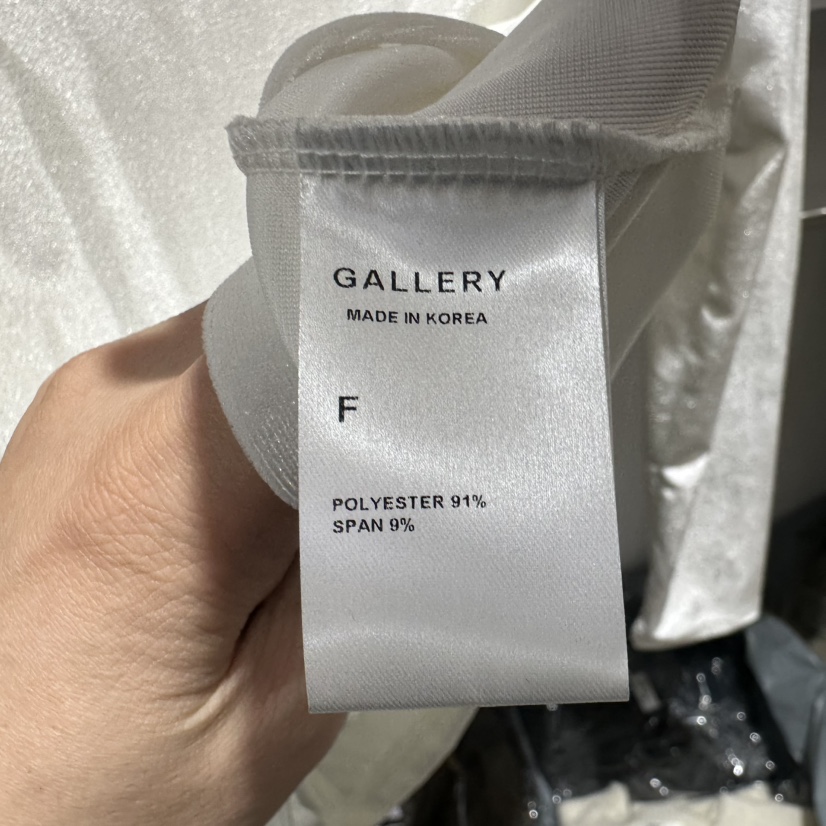 GALLERY
MADE IN KOREA
F
POLYESTER 91%
SPAN 9%